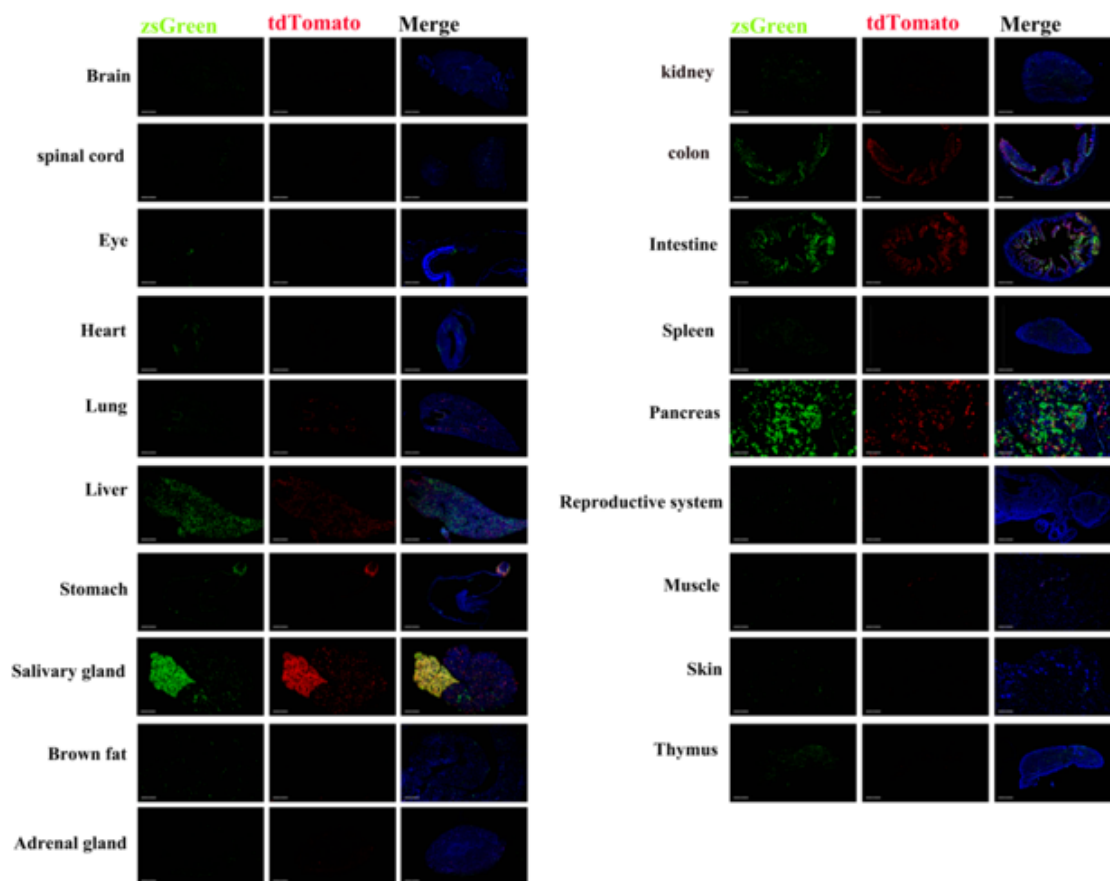 zsGreen tdTomato Merge
Brain
spinal cord
Eye
Heart
Lung
Liver
Stomach
Salivary gland
Brown fat
Adrenal gland
zsGreen tdTomato Merge
kidney
colon
Intestine
Spleen
Pancreas
Reproductive system
Muscle
Skin
Thymus